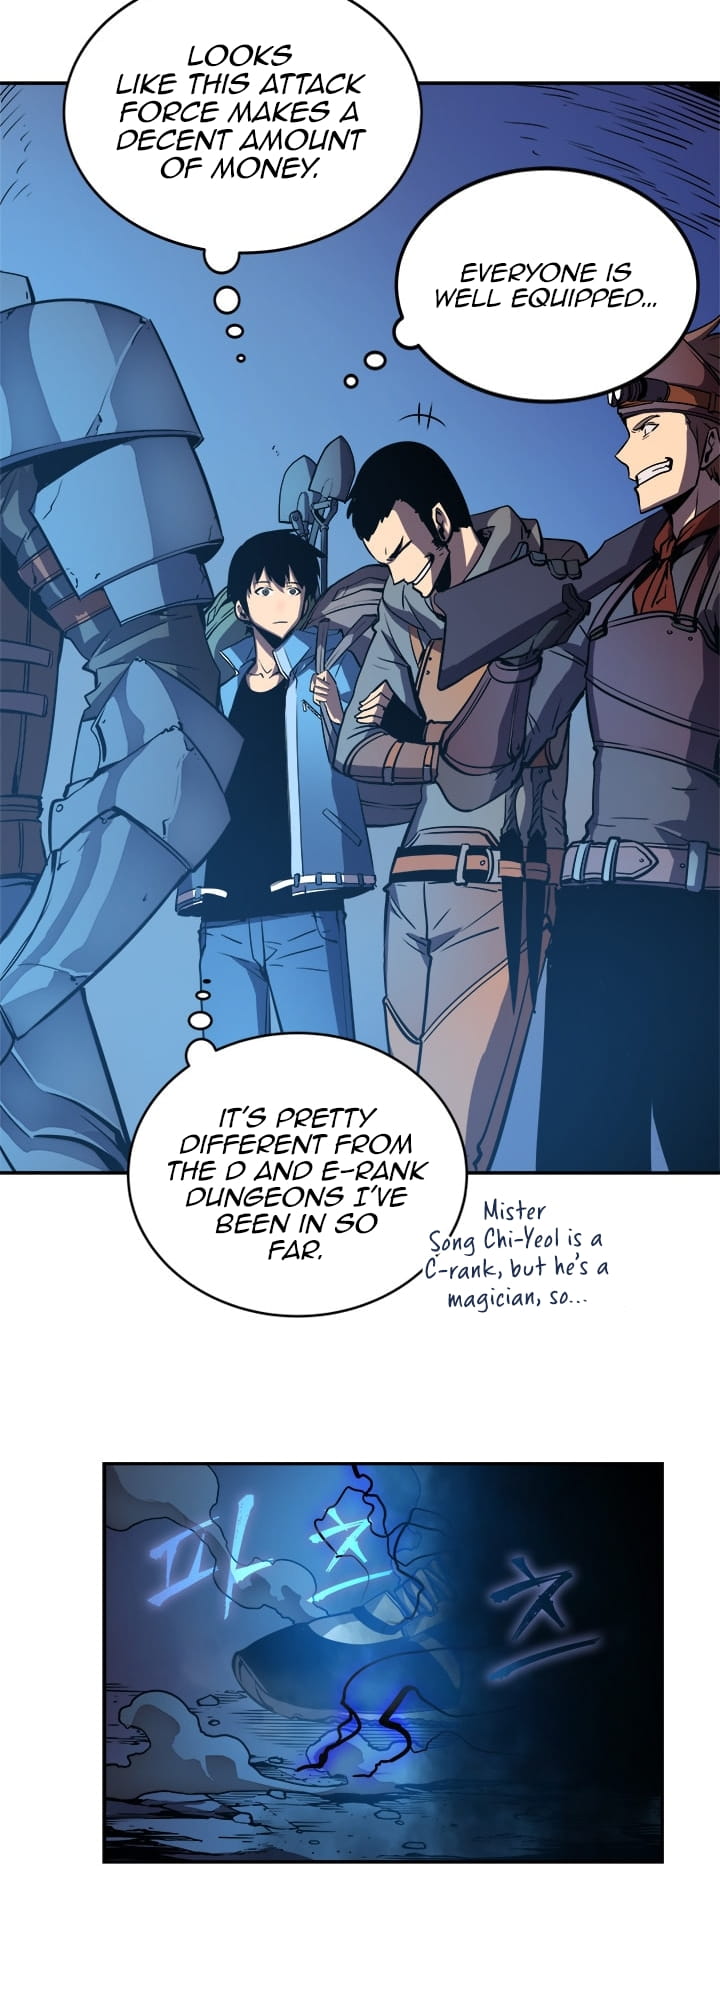 LOOKS
LIKE THIS ATTACK
FORCE MAKES A
DECENT AMOUNT
OF MONEY.
EVERYONE IS
WELL EQUIPPED...
IT'S PRETTY
DIFFERENT FROM
THE D AND E-RANK
DUNGEONS I'VE
BEEN IN SO
FAR.
Mister
Song Chi-Yeol is a
C-rank, but he's a
magician, so...
파츠츠